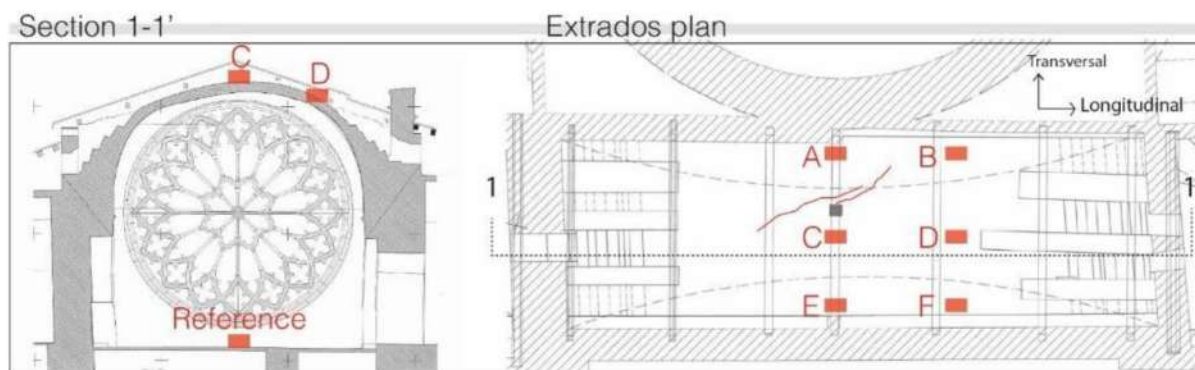 Section 1-1'
Extrados plan
C
D
Reference
Transversal
Longitudinal
A
B
1
1'
C
D
E
F